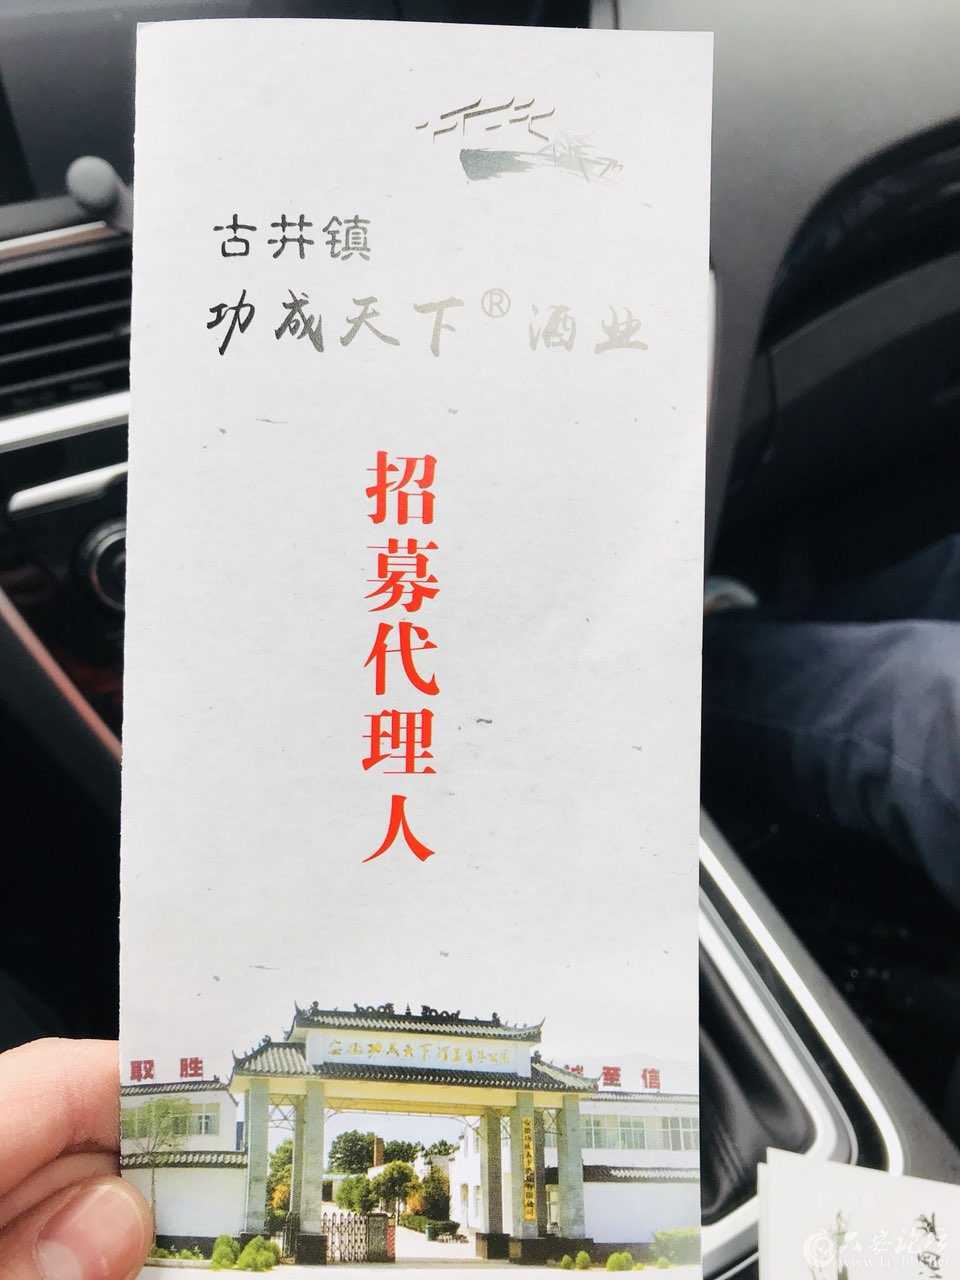 古井镇
功成天下®酒业
招募代理人
取胜
至信